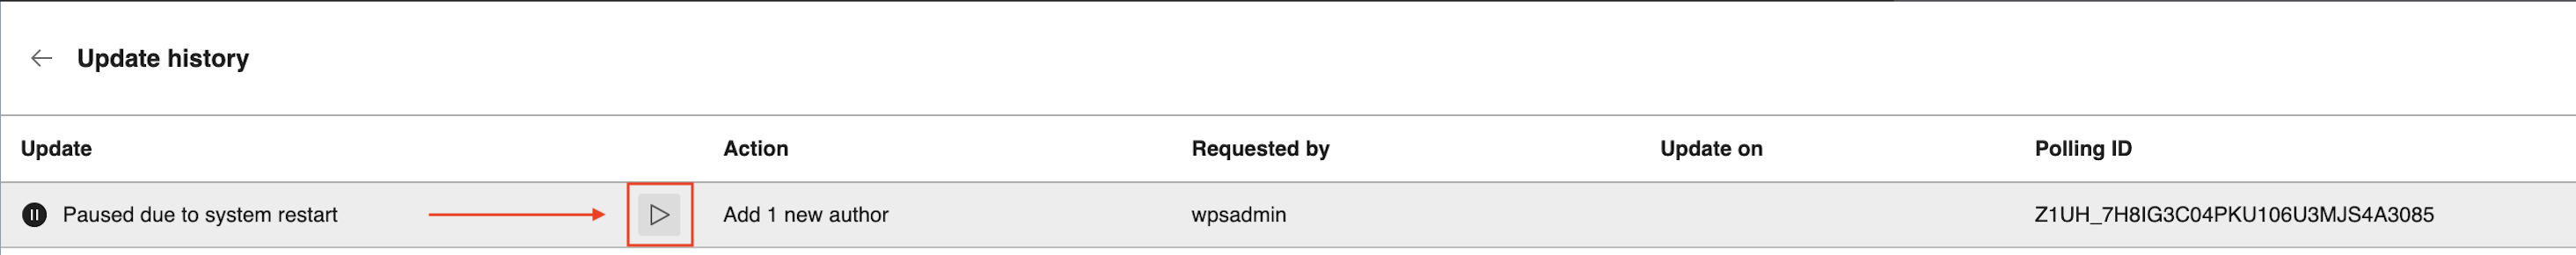 Update history
Update Action Requested by Update on Polling ID
Paused due to system restart Add 1 new author wpsadmin Z1UH_7H8IG3C04PKU106U3MJS4A3085